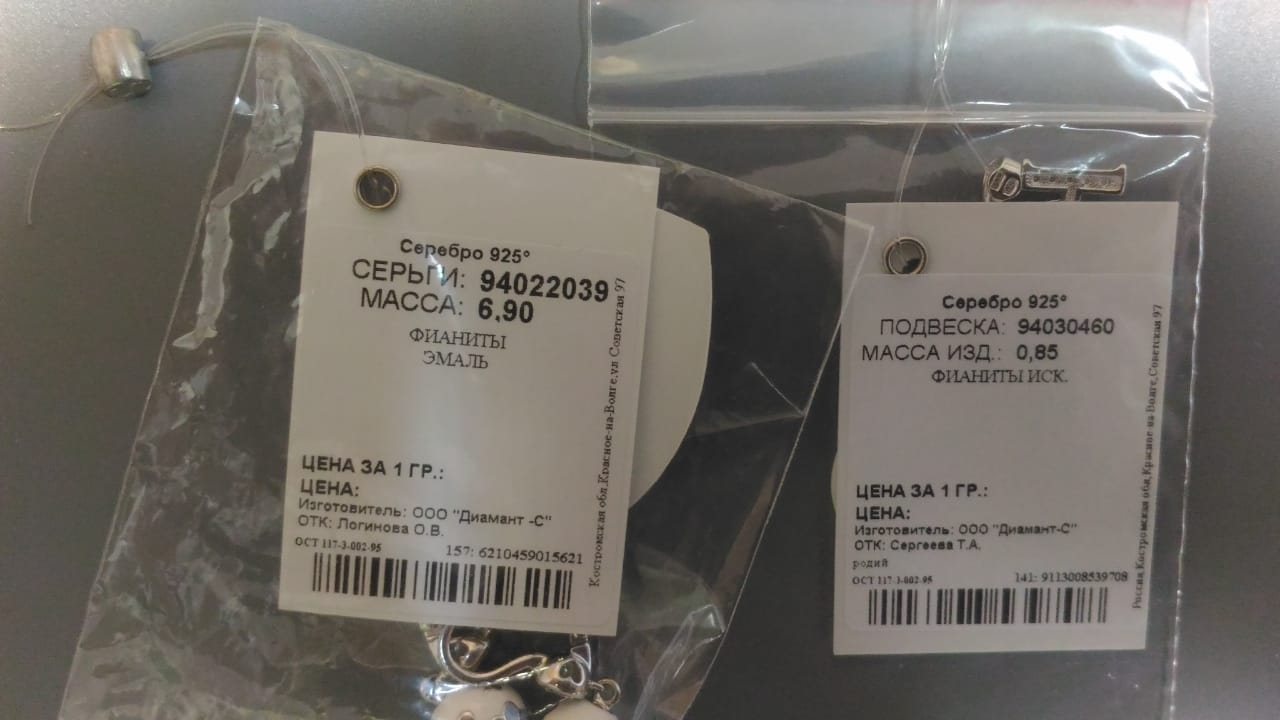 Серебро 925°
СЕРЬГИ: 94022039
МАССА: 6,90
ФИАНИТЫ
ЭМАЛЬ
ЦЕНА ЗА 1 ГР.:
ЦЕНА:
Изготовитель: ООО "Диамант -С"
ОТК: Логинова О.В.
ОСТ 117-3-002-95 157: 6210459015621
Костромская обл,Красное-на-Волге,ул Советская 97
Серебро 925°
ПОДВЕСКА: 94030460
МАССА ИЗД.: 0,85
ФИАНИТЫ ИСК.
ЦЕНА ЗА 1 ГР.:
ЦЕНА:
Изготовитель: ООО "Диамант-С"
ОТК: Сергеева Т.А.
родий
ОСТ 117-3-002-95 141: 9113008539708
Россия,Костромская обл,Красное-на-Волге,Советская 97